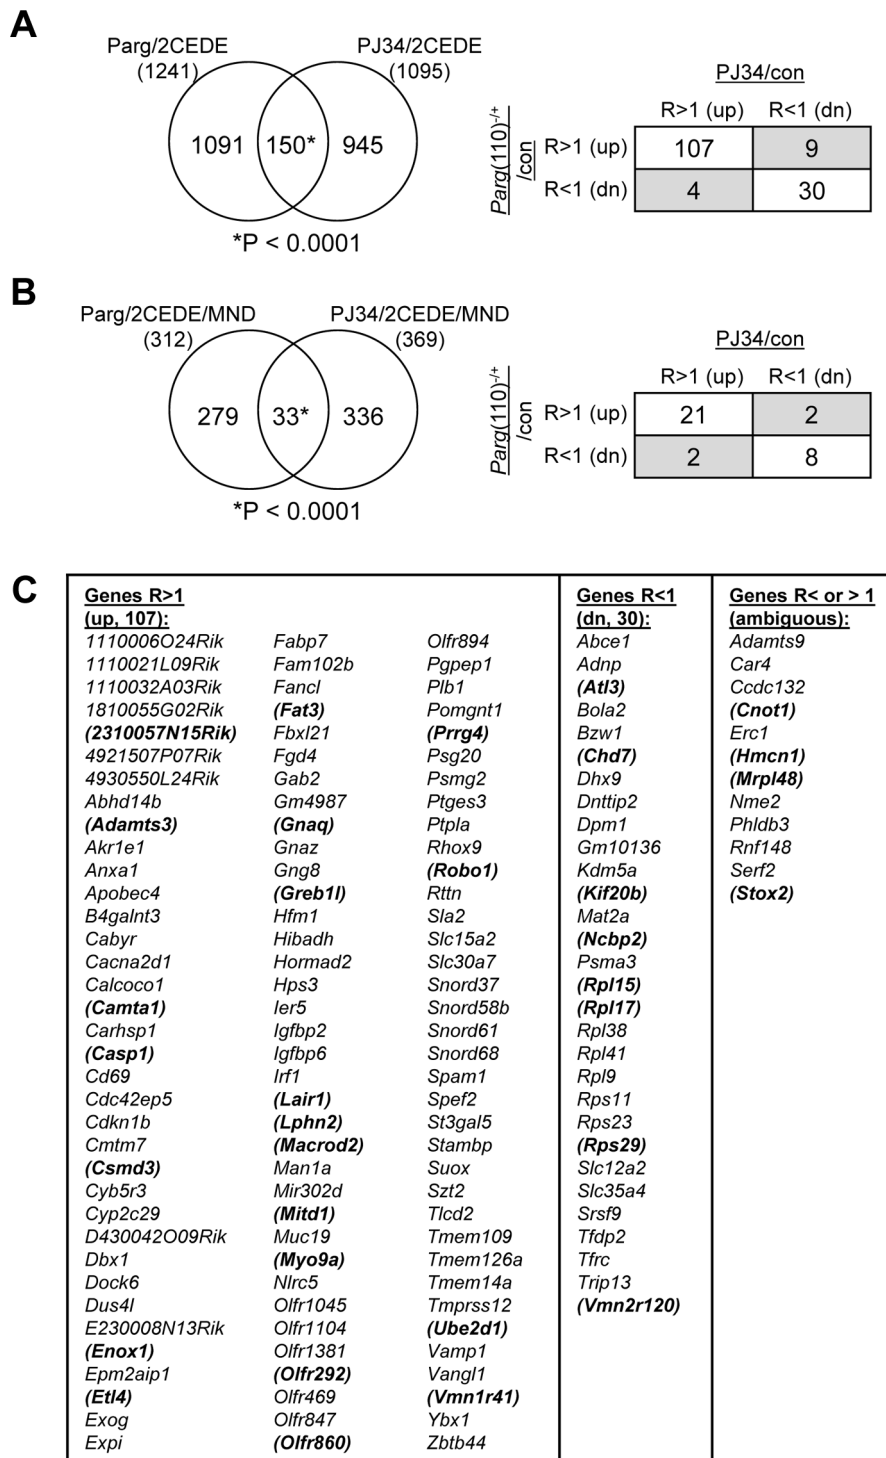 A
Parg/2CEDE
(1241)
PJ34/2CEDE
(1095)
1091
150*
945
*P < 0.0001
PJ34/con
R>1 (up)
R<1 (dn)
Parg(110)-/+
/con
R>1 (up)
107
9
R<1 (dn)
4
30
B
Parg/2CEDE/MND
(312)
PJ34/2CEDE/MND
(369)
279
33*
336
*P < 0.0001
PJ34/con
R>1 (up)
R<1 (dn)
Parg(110)-/+
/con
R>1 (up)
21
2
R<1 (dn)
2
8
C
Genes R>1
(up, 107):
1110006O24Rik
1110021L09Rik
1110032A03Rik
1810055G02Rik
(2310057N15Rik)
4921507P07Rik
4930550L24Rik
Abhd14b
(Adamts3)
Akr1e1
Anxa1
Apobec4
B4galnt3
Cabyr
Cacna2d1
Calcoco1
(Camta1)
Carhsp1
(Casp1)
Cd69
Cdc42ep5
Cdkn1b
Cmtm7
(Csmd3)
Cyb5r3
Cyp2c29
D430042O09Rik
Dbx1
Dock6
Dus4l
E230008N13Rik
(Enox1)
Epm2aip1
(Etl4)
Exog
Expi
Fabp7
Fam102b
Fancl
(Fat3)
Fbxl21
Fgd4
Gab2
Gm4987
(Gnaq)
Gnaz
Gng8
(Greb1l)
Hfm1
Hibadh
Hormad2
Hps3
Ier5
Igfbp2
Igfbp6
Irf1
(Lair1)
(Lphn2)
(Macrod2)
Man1a
Mir302d
(Mitd1)
Muc19
(Myo9a)
Nlrc5
Olfr1045
Olfr1104
Olfr1381
(Olfr292)
Olfr469
Olfr847
(Olfr860)
Olfr894
Pgpep1
Plb1
Pomgnt1
(Prrg4)
Psg20
Psmg2
Ptges3
Ptpla
Rhox9
(Robo1)
Rttn
Sla2
Slc15a2
Slc30a7
Snord37
Snord58b
Snord61
Snord68
Spam1
Spef2
St3gal5
Stambp
Suox
Szt2
Tlcd2
Tmem109
Tmem126a
Tmem14a
Tmprss12
(Ube2d1)
Vamp1
Vangl1
(Vmn1r41)
Ybx1
Zbtb44
Genes R<1
(dn, 30):
Abce1
Adnp
(Atl3)
Bola2
Bzw1
(Chd7)
Dhx9
Dnttip2
Dpm1
Gm10136
Kdm5a
(Kif20b)
Mat2a
(Ncbp2)
Psma3
(Rpl15)
(Rpl17)
Rpl38
Rpl41
Rpl9
Rps11
Rps23
(Rps29)
Slc12a2
Slc35a4
Srsf9
Tfdp2
Tfrc
Trip13
(Vmn2r120)
Genes R< or > 1
(ambiguous):
Adamts9
Car4
Ccdc132
(Cnot1)
Erc1
(Hmcn1)
(Mrpl48)
Nme2
Phldb3
Rnf148
Serf2
(Stox2)